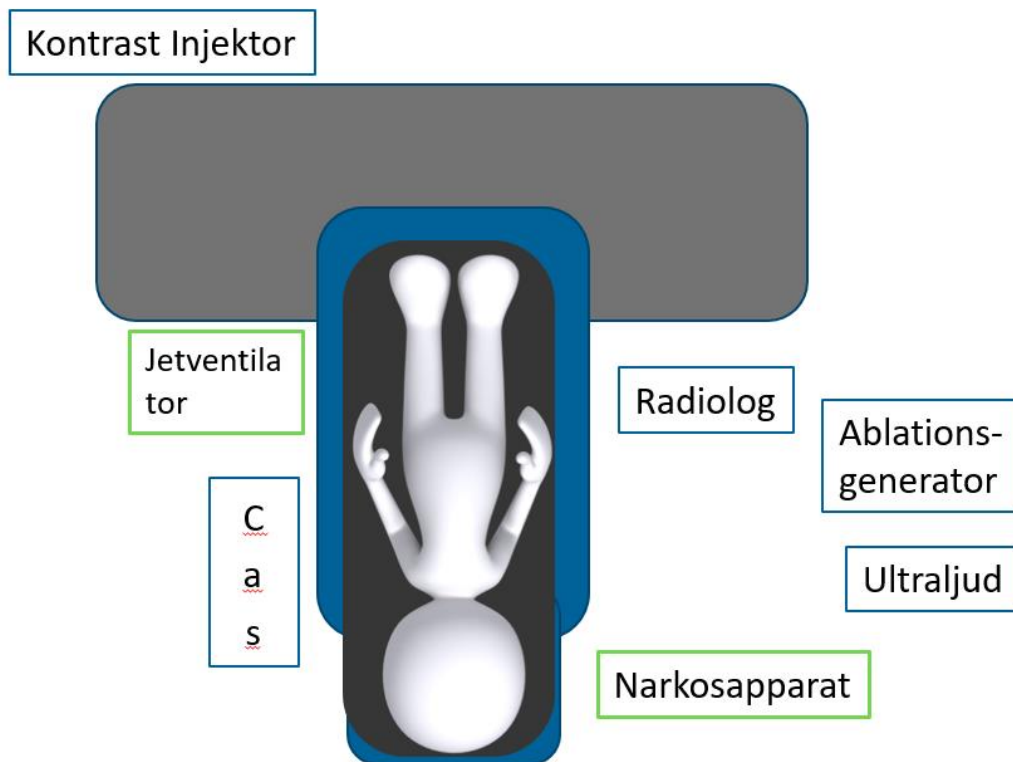 Kontrast Injektor
Jetventila
tor
Radiolog
Ablations-
generator
C
a
s
Ultraljud
Narkosapparat